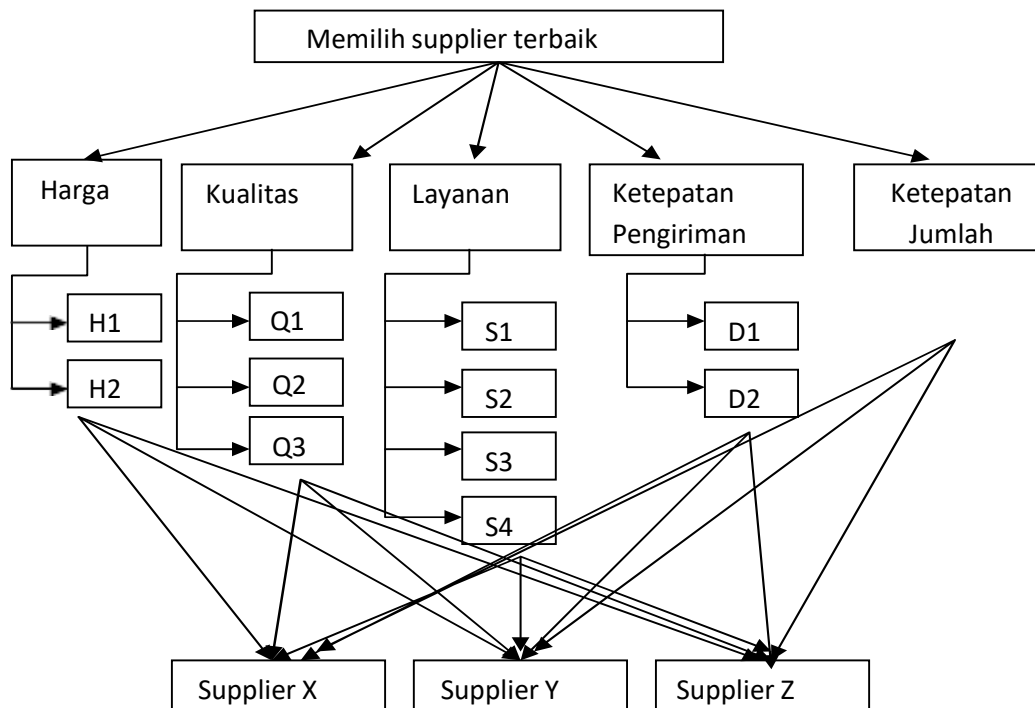 Memilih supplier terbaik
Harga
Kualitas
Layanan
Ketepatan
Pengiriman
Ketepatan
Jumlah
H1
H2
Q1
Q2
Q3
S1
S2
S3
S4
D1
D2
Supplier X
Supplier Y
Supplier Z